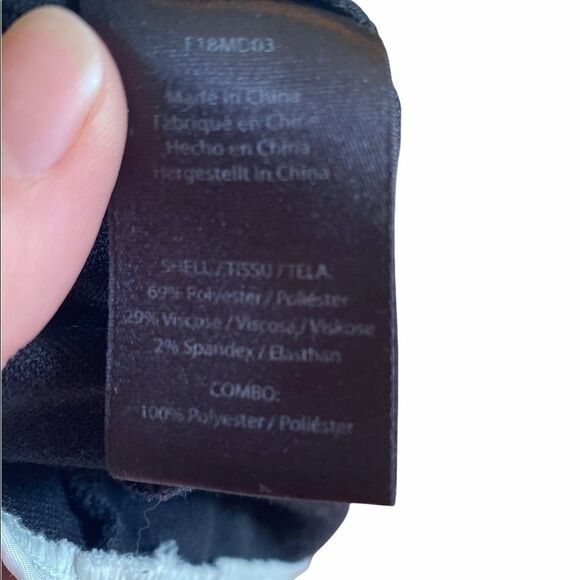 F18MD03
Made in China
Fabriqué en Chine
Hecho en China
Hergestellt in China
SHELL/TISSU/TELA:
69% Polyester/Poliéster
29% Viscose/Viscosa/Viskose
2% Spandex/Elasthan
COMBO:
100% Polyester/Poliéster